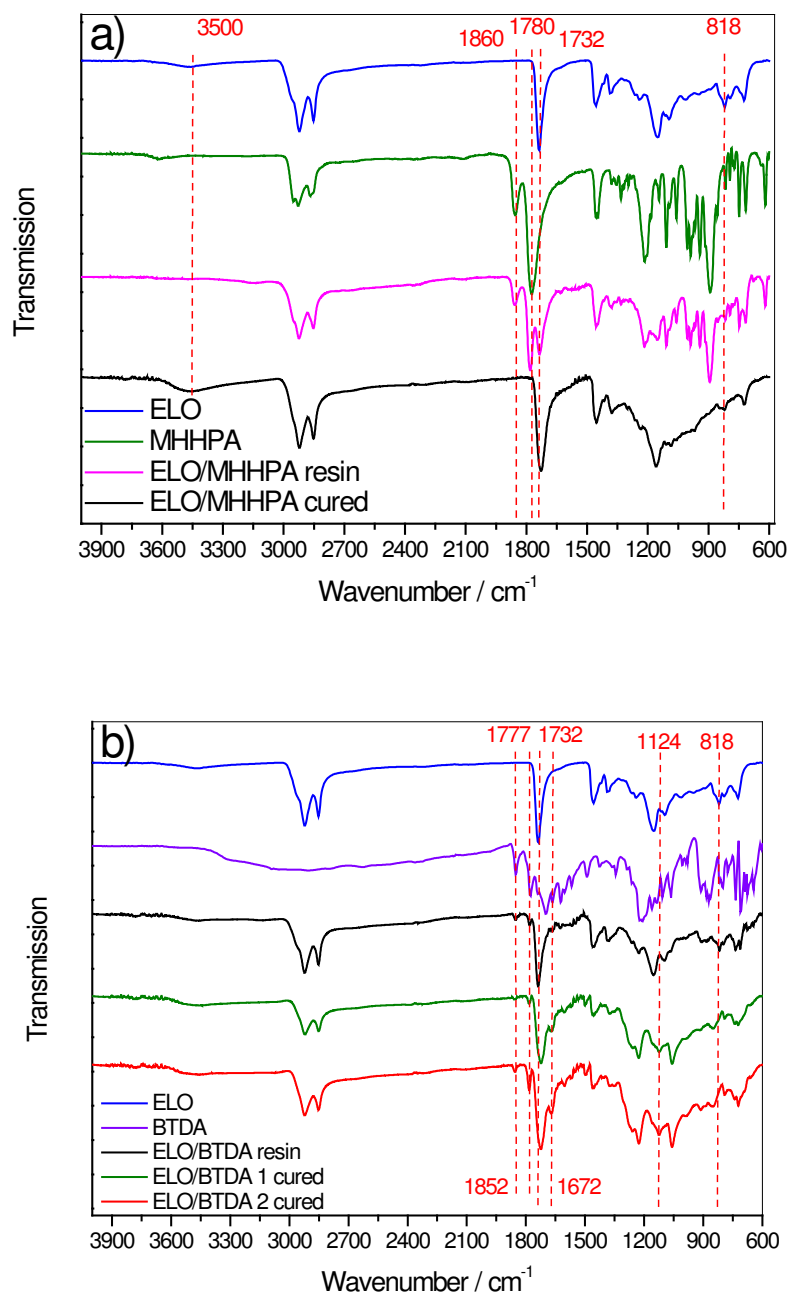 a)
3500
1860
1780
1732
818
Transmission
ELO
MHHPA
ELO/MHHPA resin
ELO/MHHPA cured
3900 3600 3300 3000 2700 2400 2100 1800 1500 1200 900 600
Wavenumber / cm⁻¹
b)
1777 1732 1124 818
Transmission
ELO
BTDA
ELO/BTDA resin
ELO/BTDA 1 cured
ELO/BTDA 2 cured
1852 1672
3900 3600 3300 3000 2700 2400 2100 1800 1500 1200 900 600
Wavenumber / cm⁻¹